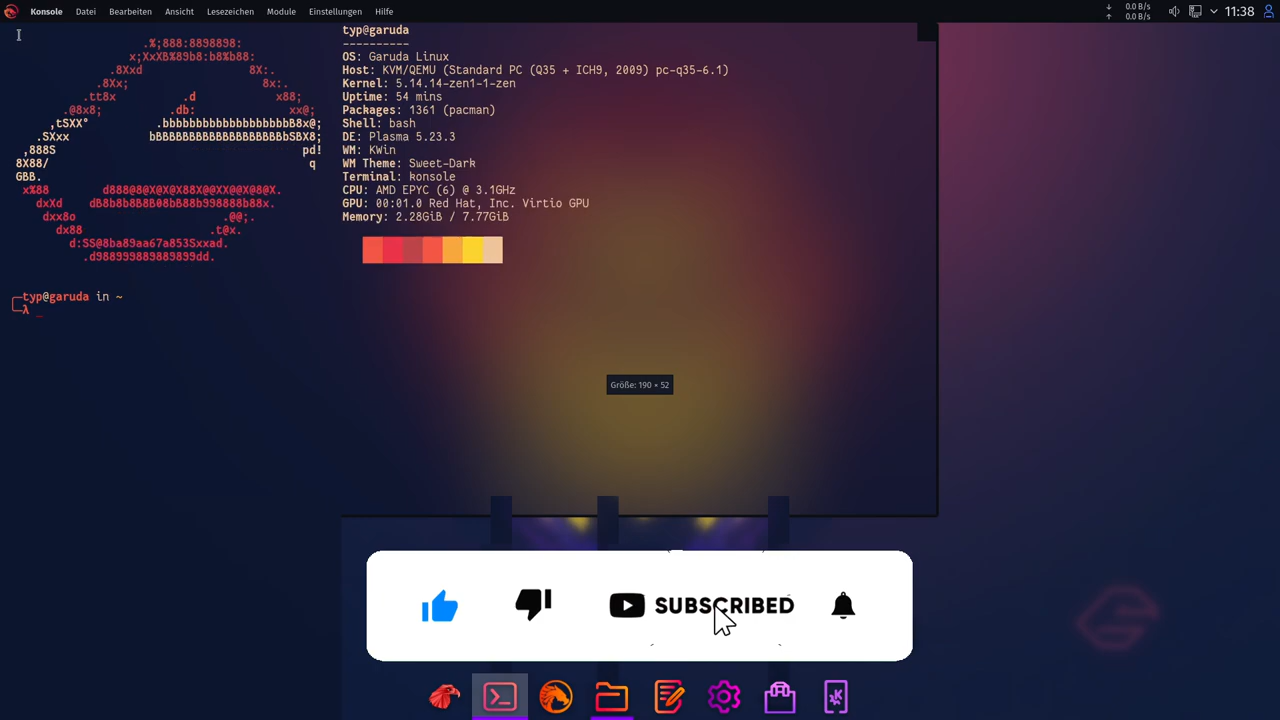 Konsole Datei Bearbeiten Ansicht Lesezeichen Module Einstellungen Hilfe
0.0 B/s
0.0 B/s
11:38
typ@garuda
----------
OS: Garuda Linux
Host: KVM/QEMU (Standard PC (Q35 + ICH9, 2009) pc-q35-6.1)
Kernel: 5.14.14-zen1-1-zen
Uptime: 54 mins
Packages: 1361 (pacman)
Shell: bash
DE: Plasma 5.23.3
WM: KWin
WM Theme: Sweet-Dark
Terminal: konsole
CPU: AMD EPYC (6) @ 3.1GHz
GPU: 00:01.0 Red Hat, Inc. Virtio GPU
Memory: 2.28GiB / 7.77GiB
typ@garuda in ~
λ _
Größe: 190 × 52
SUBSCRIBED